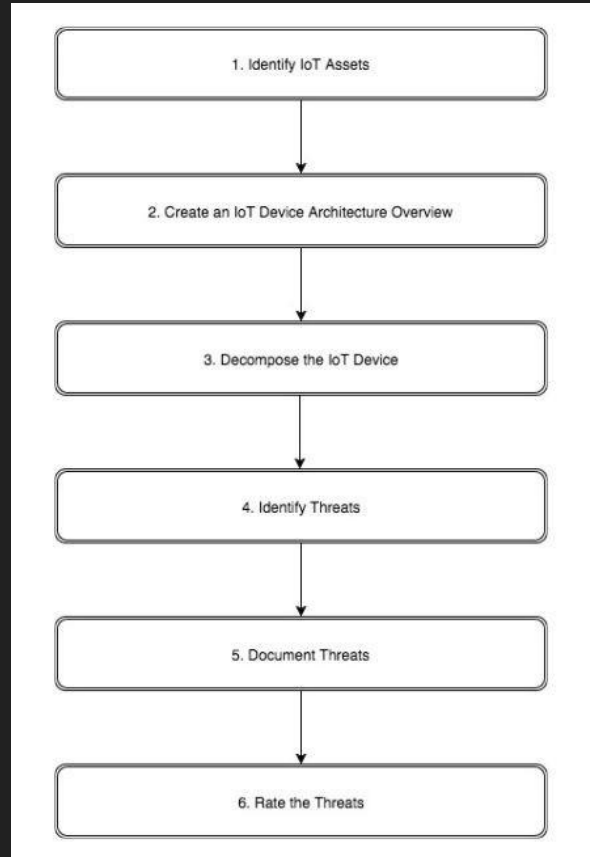 1. Identify IoT Assets
2. Create an IoT Device Architecture Overview
3. Decompose the IoT Device
4. Identify Threats
5. Document Threats
6. Rate the Threats